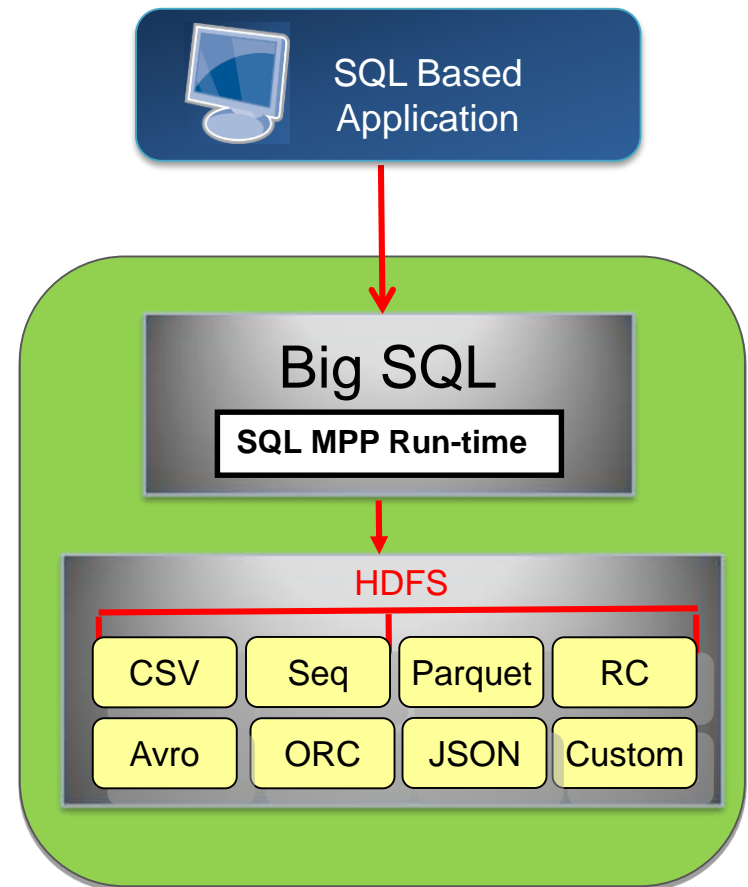 SQL Based
Application
Big SQL
SQL MPP Run-time
HDFS
CSV Seq Parquet RC
Avro ORC JSON Custom